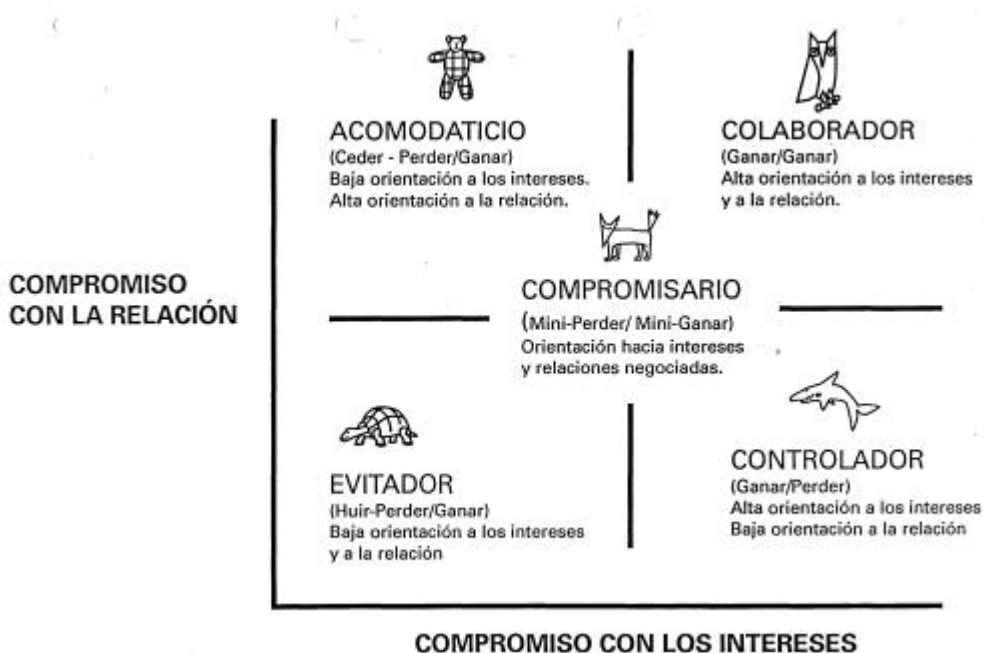 ACOMODATICIO
(Ceder - Perder/Ganar)
Baja orientación a los intereses.
Alta orientación a la relación.
COLABORADOR
(Ganar/Ganar)
Alta orientación a los intereses
y a la relación.
COMPROMISO
CON LA RELACIÓN
COMPROMISARIO
(Mini-Perder/ Mini-Ganar)
Orientación hacia intereses
y relaciones negociadas.
EVITADOR
(Huir-Perder/Ganar)
Baja orientación a los intereses
y a la relación
CONTROLADOR
(Ganar/Perder)
Alta orientación a los intereses
Baja orientación a la relación
COMPROMISO CON LOS INTERESES